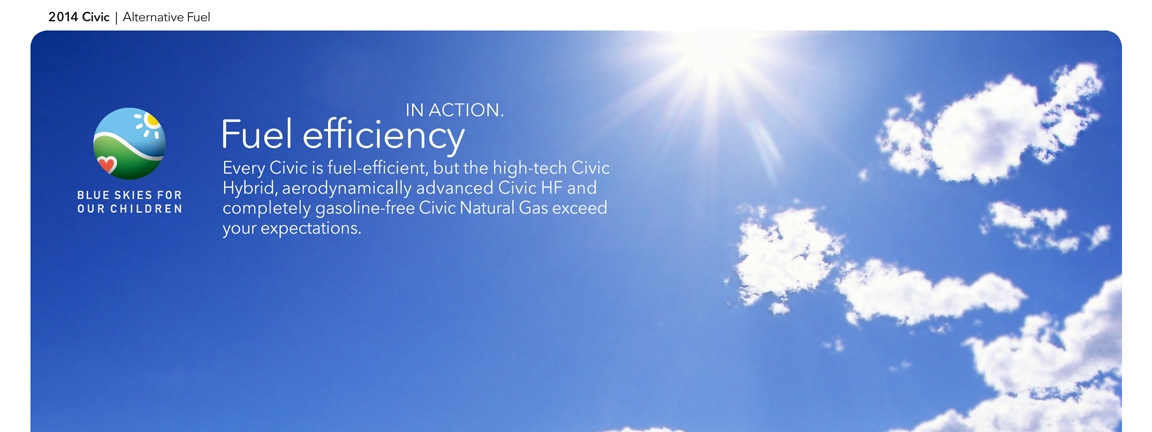 2014 Civic | Alternative Fuel
IN ACTION.
Fuel efficiency
Every Civic is fuel-efficient, but the high-tech Civic
Hybrid, aerodynamically advanced Civic HF and
completely gasoline-free Civic Natural Gas exceed
your expectations.
BLUE SKIES FOR
OUR CHILDREN